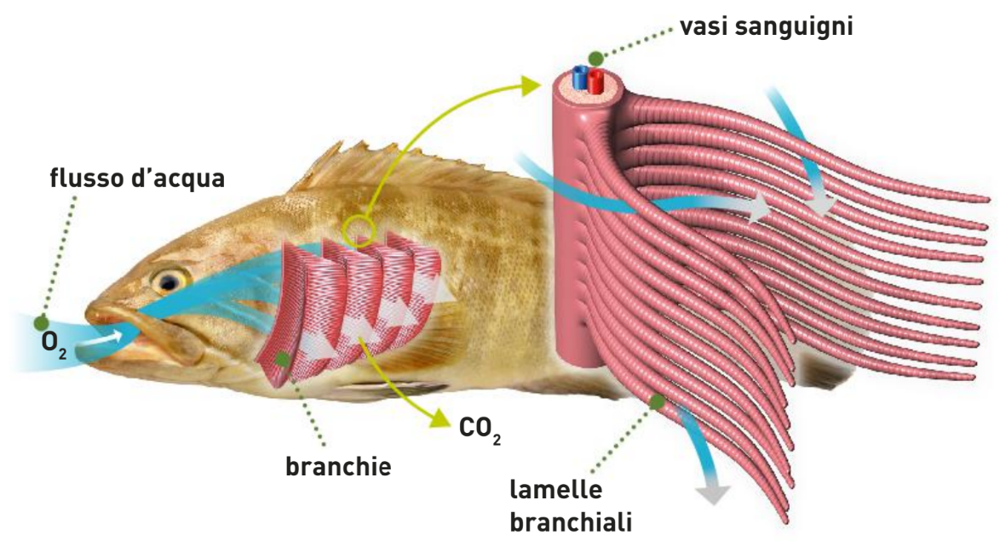 vasi sanguigni
flusso d’acqua
O₂
CO₂
branchie
lamelle
branchiali